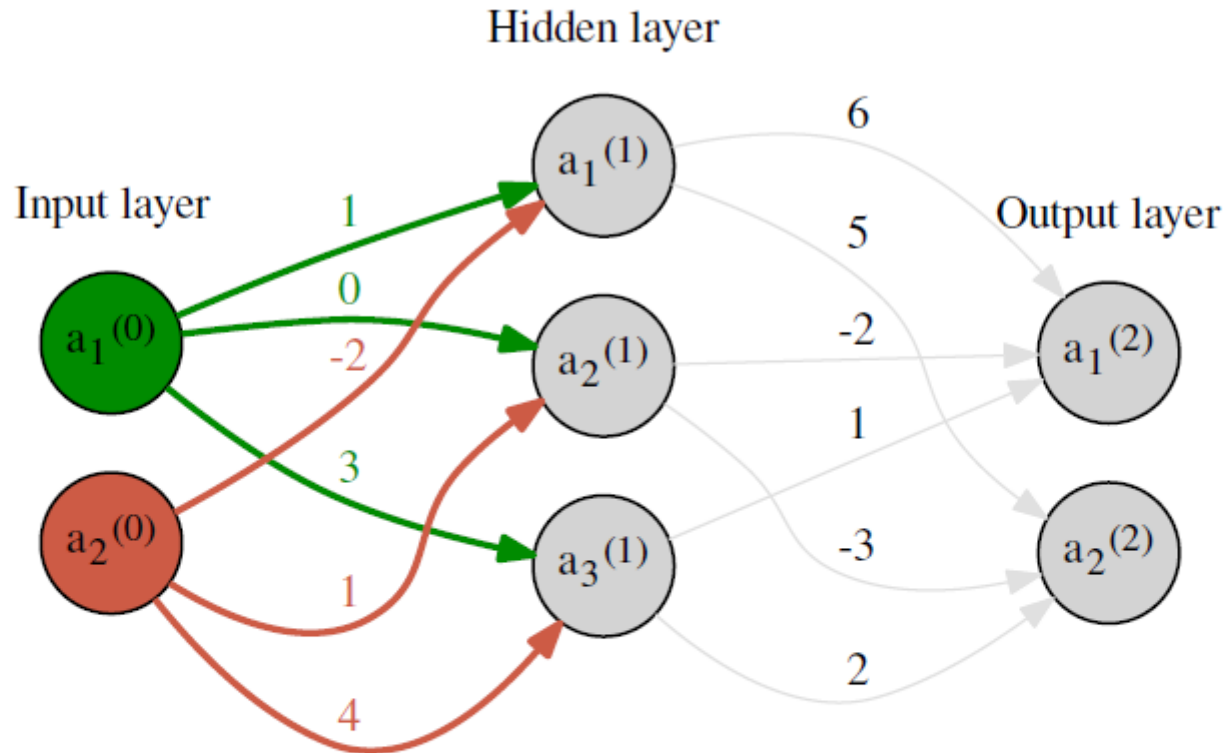 Hidden layer
Input layer
Output layer
a₁⁽⁰⁾
a₂⁽⁰⁾
1
0
-2
3
1
4
a₁⁽¹⁾
a₂⁽¹⁾
a₃⁽¹⁾
6
5
-2
1
-3
2
a₁⁽²⁾
a₂⁽²⁾